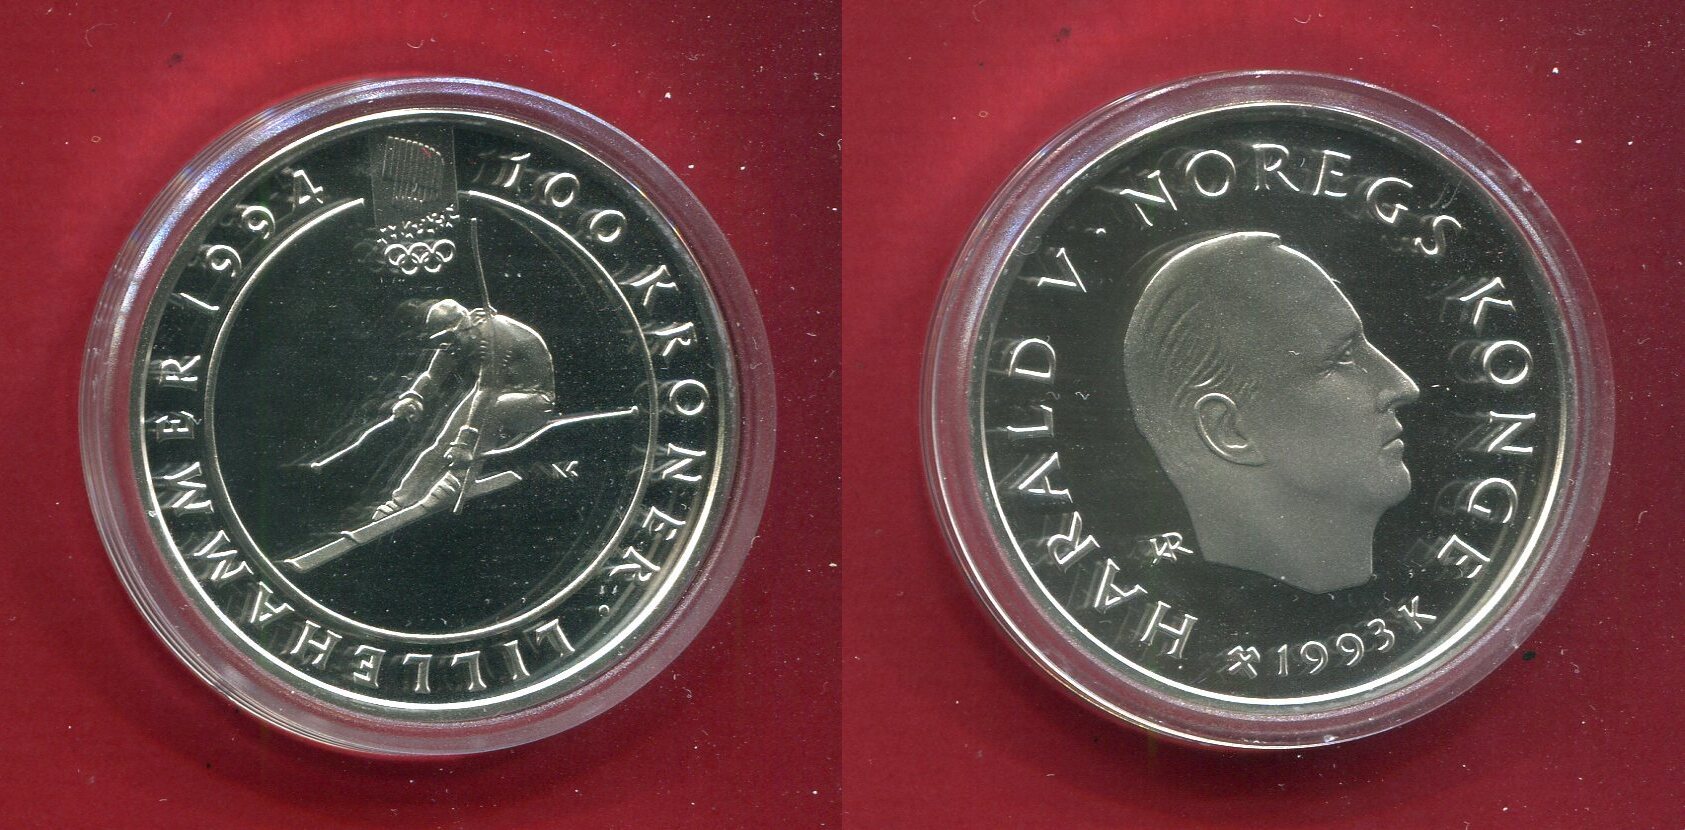 LILLEHAMMER 1994 100 KRONER ·
HARALD V · NOREGS KONGE
1993 K